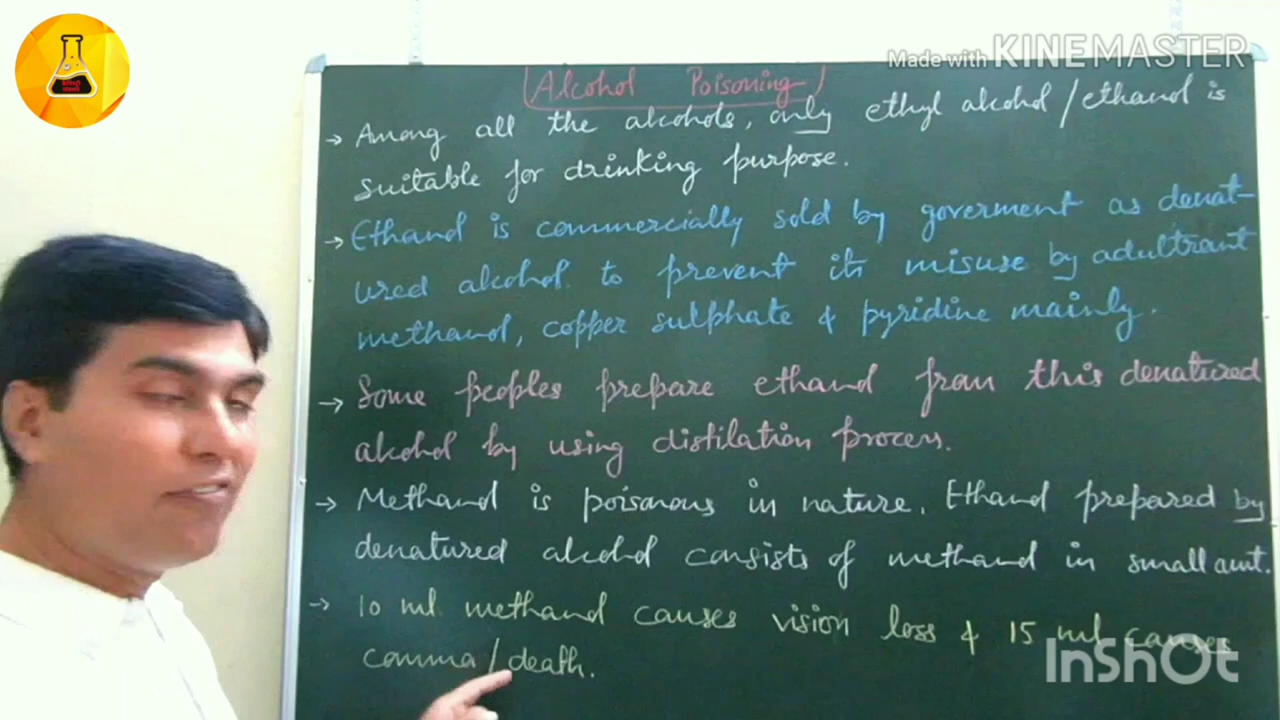 Made with KINEMASTER
Alcohol Poisoning
→ Among all the alcohols, only ethyl alcohol/ethanol is
suitable for drinking purpose.
→ Ethanol is commercially sold by goverment as denat-
ured alcohol to prevent its misuse by adultrant
methanol, copper sulphate & pyridine mainly.
→ Some peoples prepare ethanol from this denatured
alcohol by using distilation process.
→ Methanol is poisonous in nature. Ethanol prepared by
denatured alcohol consists of methanol in small amt.
→ 10 ml methanol causes vision loss & 15 ml causes
comma/death.
InShOt